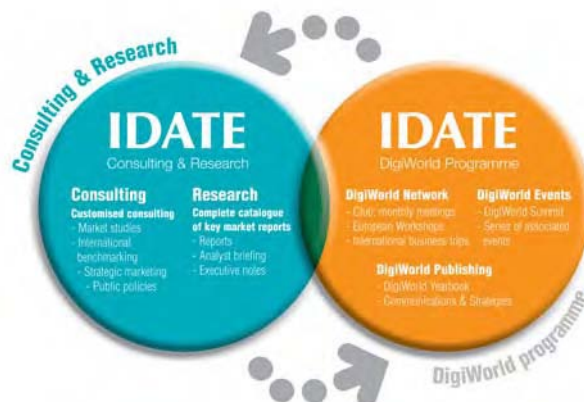 Consulting & Research
IDATE
Consulting & Research
Consulting
Customised consulting
- Market studies
- International
benchmarking
- Strategic marketing
- Public policies
Research
Complete catalogue
of key market reports
- Reports
- Analyst briefing
- Executive notes
IDATE
DigiWorld Programme
DigiWorld Network
- Club: monthly meetings
- European Workshops
- International business trips
DigiWorld Events
- DigiWorld Summit
- Series of associated
events
DigiWorld Publishing
- DigiWorld Yearbook
- Communications & Strategies
DigiWorld programme